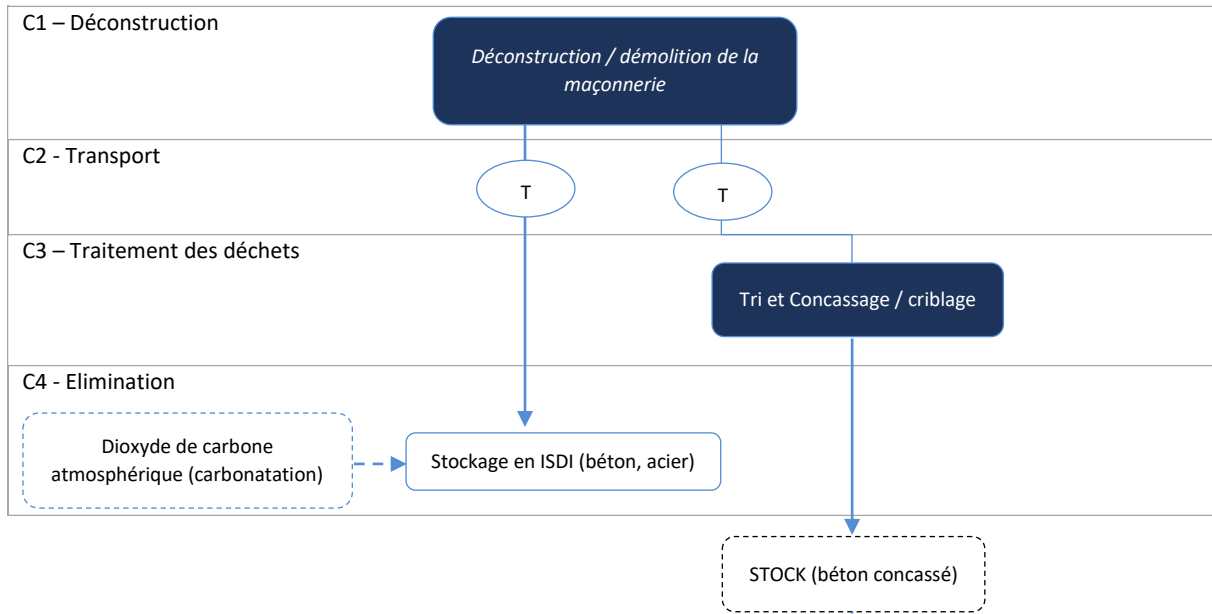 C1 – Déconstruction
Déconstruction / démolition de la
maçonnerie
C2 - Transport
T
T
C3 – Traitement des déchets
Tri et Concassage / criblage
C4 - Elimination
Dioxyde de carbone
atmosphérique (carbonatation)
Stockage en ISDI (béton, acier)
STOCK (béton concassé)